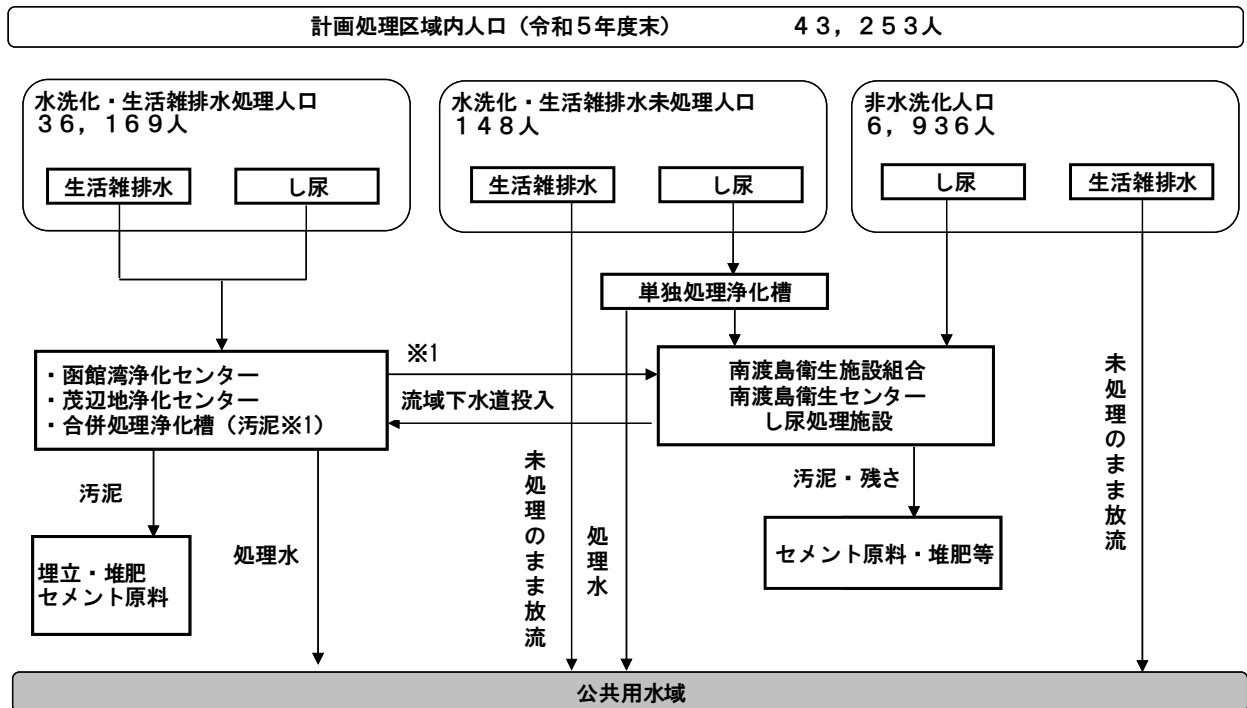 計画処理区域内人口（令和５年度末）　　　４３，２５３人
水洗化・生活雑排水処理人口
３６，１６９人
生活雑排水
し尿
水洗化・生活雑排水未処理人口
１４８人
生活雑排水
し尿
非水洗化人口
６，９３６人
し尿
生活雑排水
単独処理浄化槽
・函館湾浄化センター
・茂辺地浄化センター
・合併処理浄化槽（汚泥※1）
※1
流域下水道投入
南渡島衛生施設組合
南渡島衛生センター
し尿処理施設
汚泥
処理水
未処理のまま放流
処理水
汚泥・残さ
未処理のまま放流
埋立・堆肥
セメント原料
セメント原料・堆肥等
公共用水域